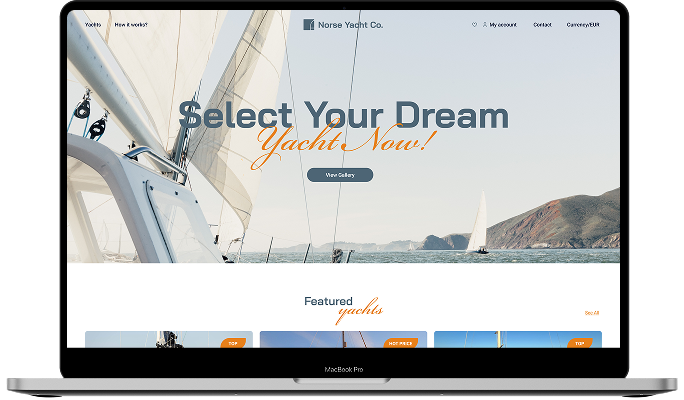 Yachts
How it works?
Norse Yacht Co.
My account
Contact
Currency/EUR
Select Your Dream
Yacht Now!
View Gallery
Featured
yachts
See All
TOP
HOT PRICE
TOP
MacBook Pro